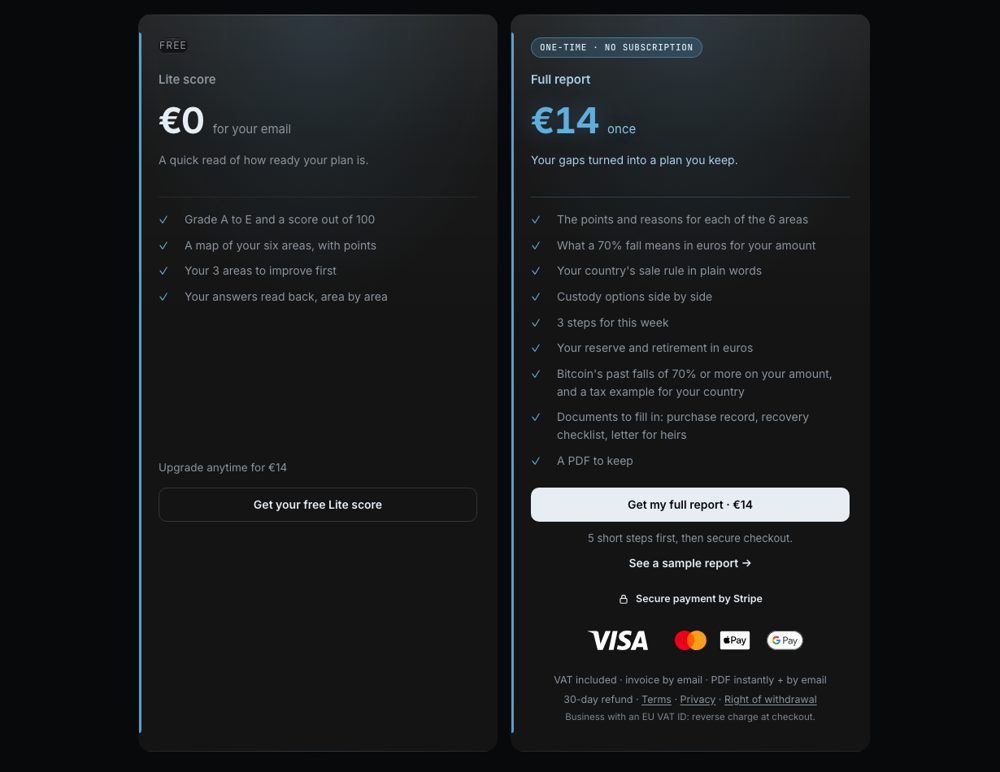 FREE
Lite score
€0 for your email
A quick read of how ready your plan is.
Grade A to E and a score out of 100
A map of your six areas, with points
Your 3 areas to improve first
Your answers read back, area by area
Upgrade anytime for €14
Get your free Lite score
ONE-TIME · NO SUBSCRIPTION
Full report
€14 once
Your gaps turned into a plan you keep.
The points and reasons for each of the 6 areas
What a 70% fall means in euros for your amount
Your country's sale rule in plain words
Custody options side by side
3 steps for this week
Your reserve and retirement in euros
Bitcoin's past falls of 70% or more on your amount,
and a tax example for your country
Documents to fill in: purchase record, recovery
checklist, letter for heirs
A PDF to keep
Get my full report · €14
5 short steps first, then secure checkout.
See a sample report →
Secure payment by Stripe
VISA
Pay
G Pay
VAT included · invoice by email · PDF instantly + by email
30-day refund · Terms · Privacy · Right of withdrawal
Business with an EU VAT ID: reverse charge at checkout.